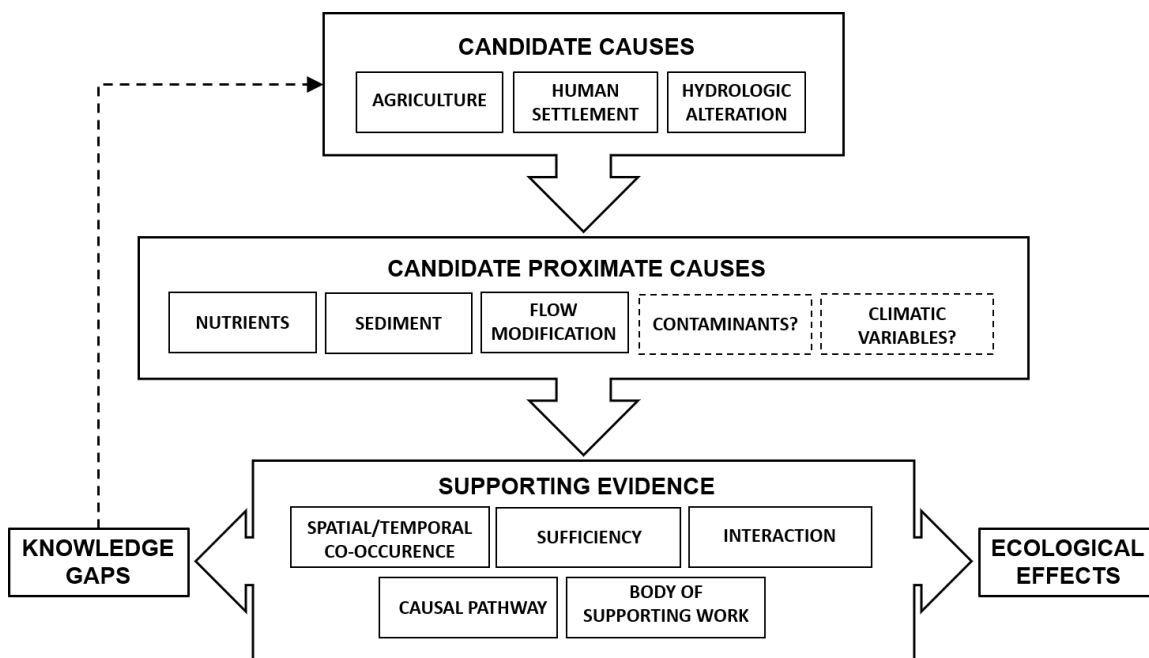 CANDIDATE CAUSES
AGRICULTURE
HUMAN
SETTLEMENT
HYDROLOGIC
ALTERATION
CANDIDATE PROXIMATE CAUSES
NUTRIENTS
SEDIMENT
FLOW
MODIFICATION
CONTAMINANTS?
CLIMATIC
VARIABLES?
SUPPORTING EVIDENCE
SPATIAL/TEMPORAL
CO-OCCURENCE
SUFFICIENCY
INTERACTION
CAUSAL PATHWAY
BODY OF
SUPPORTING WORK
KNOWLEDGE
GAPS
ECOLOGICAL
EFFECTS